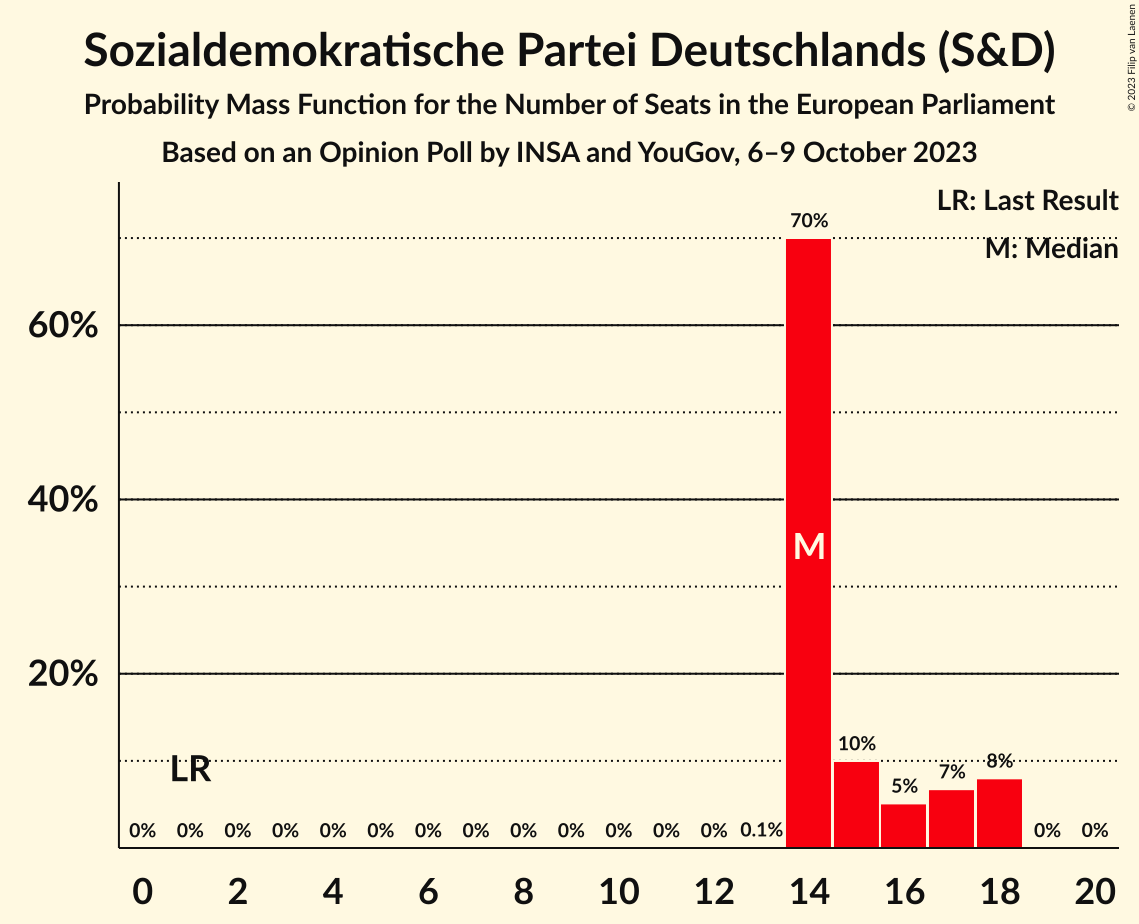 Sozialdemokratische Partei Deutschlands (S&D)
Probability Mass Function for the Number of Seats in the European Parliament
Based on an Opinion Poll by INSA and YouGov, 6–9 October 2023
© 2023 Filip van Laenen
LR: Last Result
M: Median
70%
60%
40%
M
20%
LR
10%
5%
7%
8%
0% 0% 0% 0% 0% 0% 0% 0% 0% 0% 0% 0% 0% 0.1% 0% 0%
0 2 4 6 8 10 12 14 16 18 20